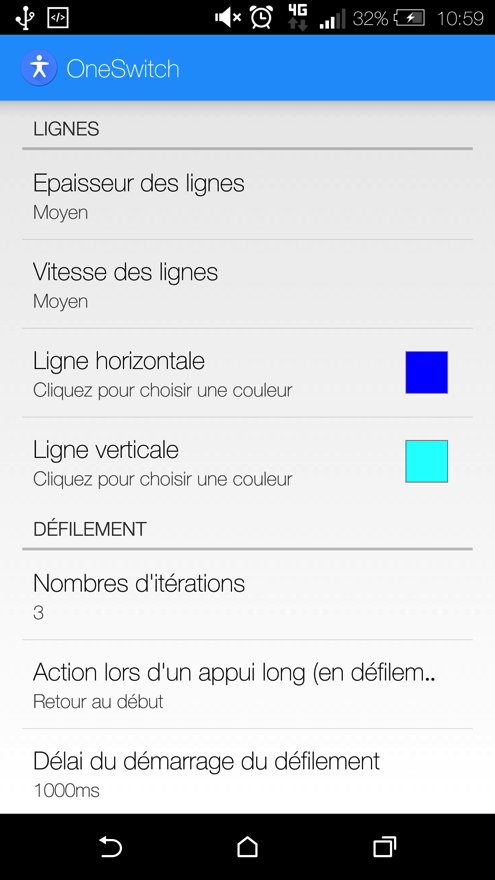 4G 32% 10:59
OneSwitch
LIGNES
Epaisseur des lignes
Moyen
Vitesse des lignes
Moyen
Ligne horizontale
Cliquez pour choisir une couleur
Ligne verticale
Cliquez pour choisir une couleur
DÉFILEMENT
Nombres d'itérations
3
Action lors d'un appui long (en défilem..
Retour au début
Délai du démarrage du défilement
1000ms